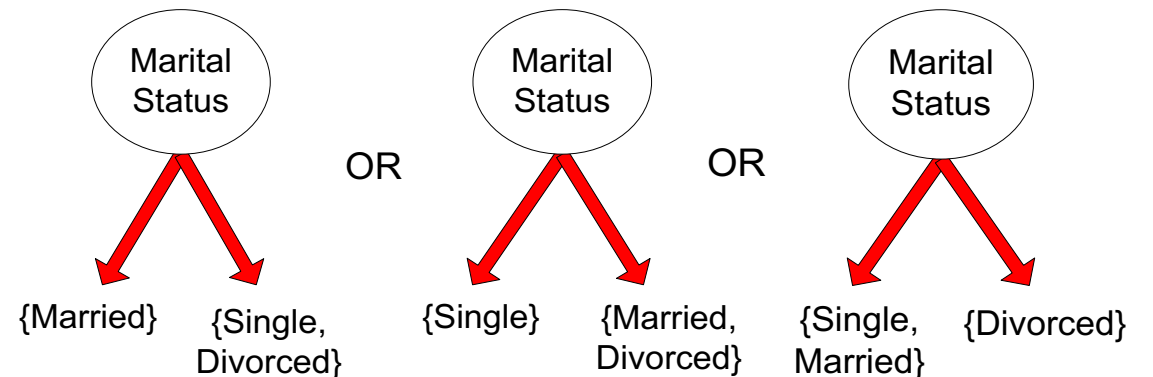 Marital
Status
OR
Marital
Status
OR
Marital
Status
{Married}
{Single,
Divorced}
{Single}
{Married,
Divorced}
{Single,
Married}
{Divorced}